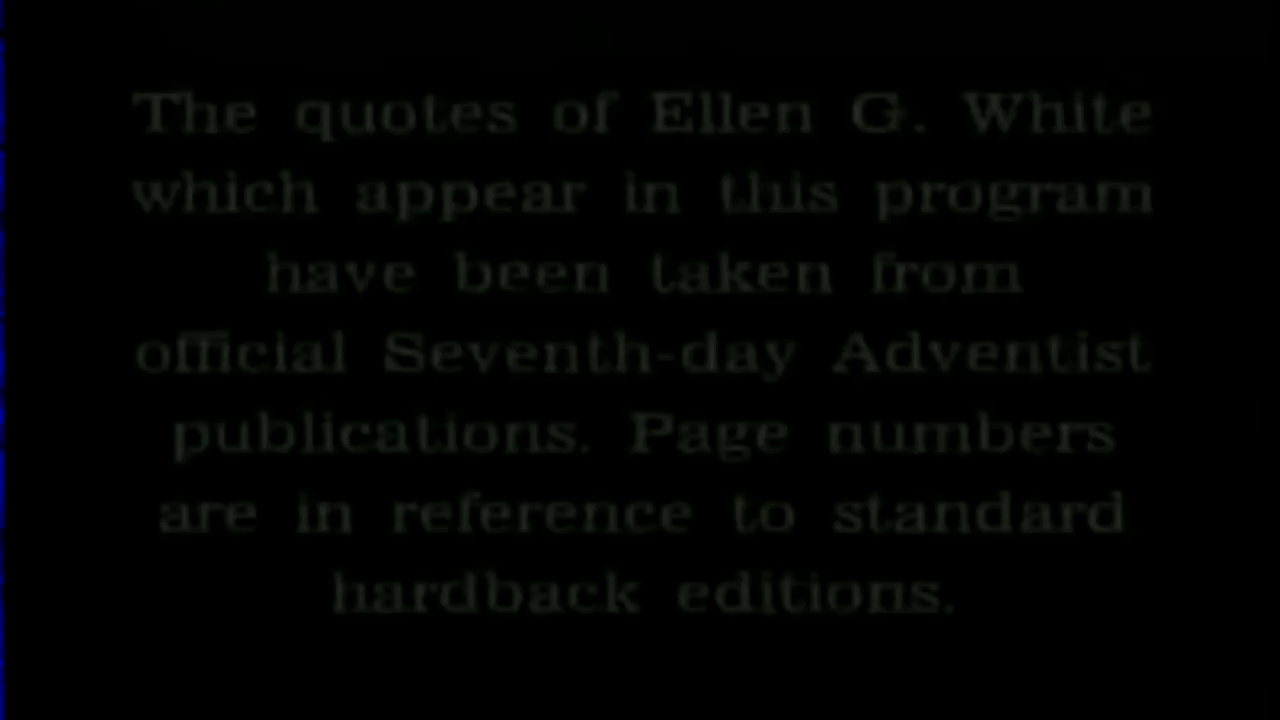 The quotes of Ellen G. White
which appear in this program
have been taken from
official Seventh-day Adventist
publications. Page numbers
are in reference to standard
hardback editions.